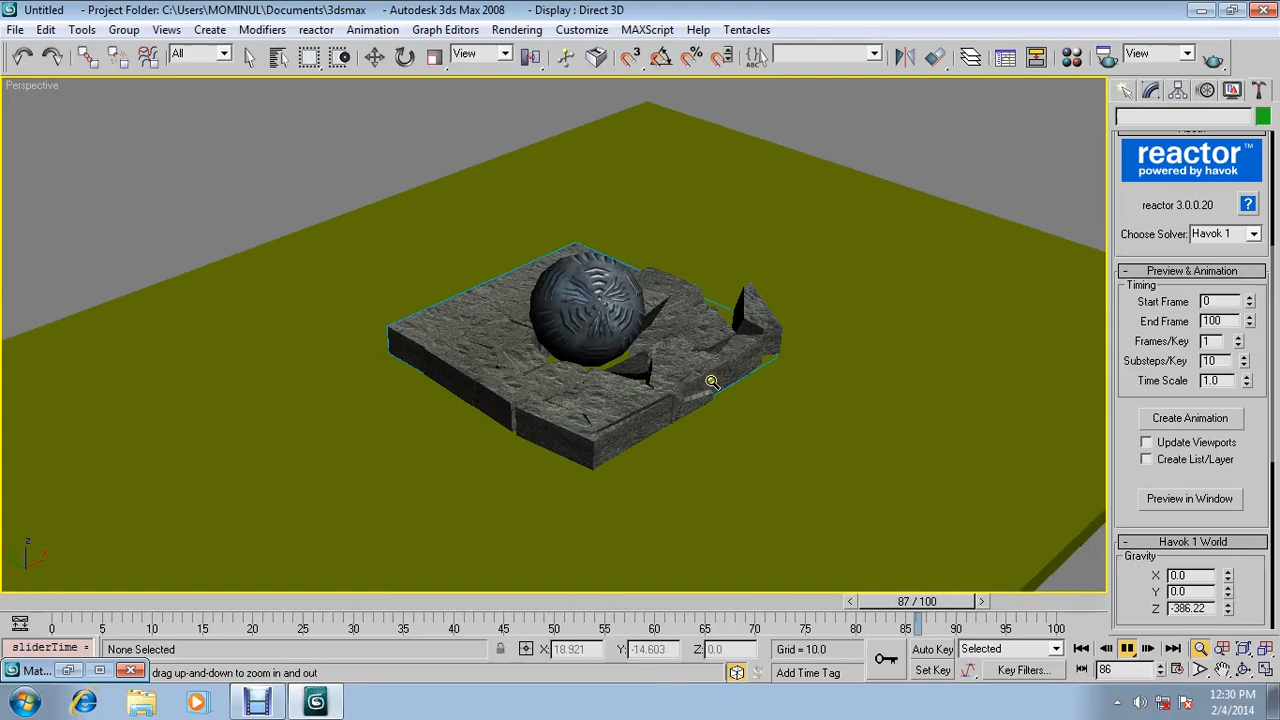 Untitled - Project Folder: C:\Users\MOMINUL\Documents\3dsmax - Autodesk 3ds Max 2008 - Display : Direct 3D
File Edit Tools Group Views Create Modifiers reactor Animation Graph Editors Rendering Customize MAXScript Help Tentacles
All View View
Perspective
reactor™
powered by havok
reactor 3.0.0.20 ?
Choose Solver: Havok 1
- Preview & Animation
Timing
Start Frame 0
End Frame 100
Frames/Key 1
Substeps/Key 10
Time Scale 1.0
Create Animation
Update Viewports
Create List/Layer
Preview in Window
- Havok 1 World
Gravity
X 0.0
Y 0.0
Z -386.22
< 87 / 100 >
0 5 10 15 20 25 30 35 40 45 50 55 60 65 70 75 80 85 90 95 100
sliderTime = None Selected X: 18.921 Y: -14.603 Z: 0.0 Grid = 10.0 Auto Key Selected
Mat... drag up-and-down to zoom in and out Add Time Tag Set Key Key Filters... 86
12:30 PM
2/4/2014